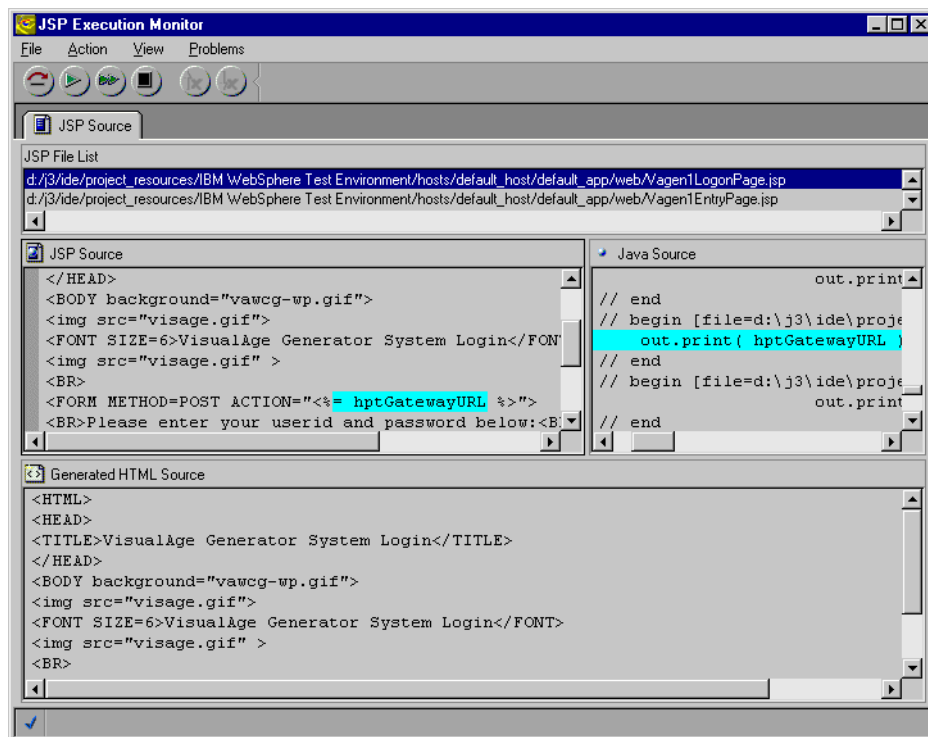 JSP Execution Monitor
File Action View Problems
JSP Source
JSP File List
d:/j3/ide/project_resources/IBM WebSphere Test Environment/hosts/default_host/default_app/web/Vagen1LogonPage.jsp
d:/j3/ide/project_resources/IBM WebSphere Test Environment/hosts/default_host/default_app/web/Vagen1EntryPage.jsp
JSP Source
</HEAD>
<BODY background="vawcg-wp.gif">
<img src="visage.gif">
<FONT SIZE=6>VisualAge Generator System Login</FON
<img src="visage.gif" >
<BR>
<FORM METHOD=POST ACTION="<%= hptGatewayURL %>">
<BR>Please enter your userid and password below:<B
Java Source
out.print
// end
// begin [file=d:\j3\ide\proje
out.print( hptGatewayURL )
// end
// begin [file=d:\j3\ide\proje
out.print
// end
Generated HTML Source
<HTML>
<HEAD>
<TITLE>VisualAge Generator System Login</TITLE>
</HEAD>
<BODY background="vawcg-wp.gif">
<img src="visage.gif">
<FONT SIZE=6>VisualAge Generator System Login</FONT>
<img src="visage.gif" >
<BR>